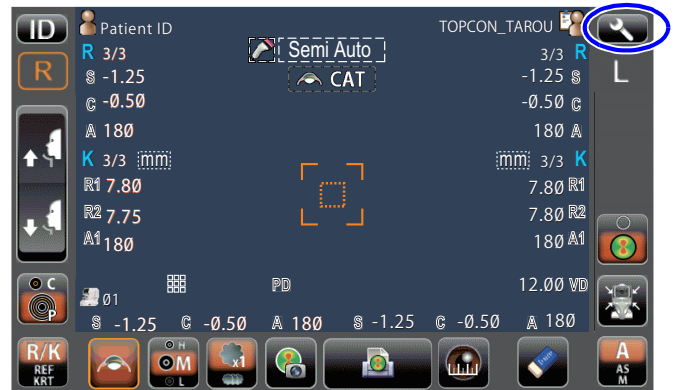 ID Patient ID TOPCON_TAROU
R R 3/3 Semi Auto 3/3 R L
S -1.25 CAT -1.25 S
C -0.50 -0.50 C
A 180 180 A
K 3/3 mm mm 3/3 K
R1 7.80 7.80 R1
R2 7.75 7.80 R2
A1 180 180 A1
C P 01 PD 12.00 VD
S -1.25 C -0.50 A 180 S -1.25 C -0.50 A 180
R/K REF KRT H M L x1 Erase A AS M